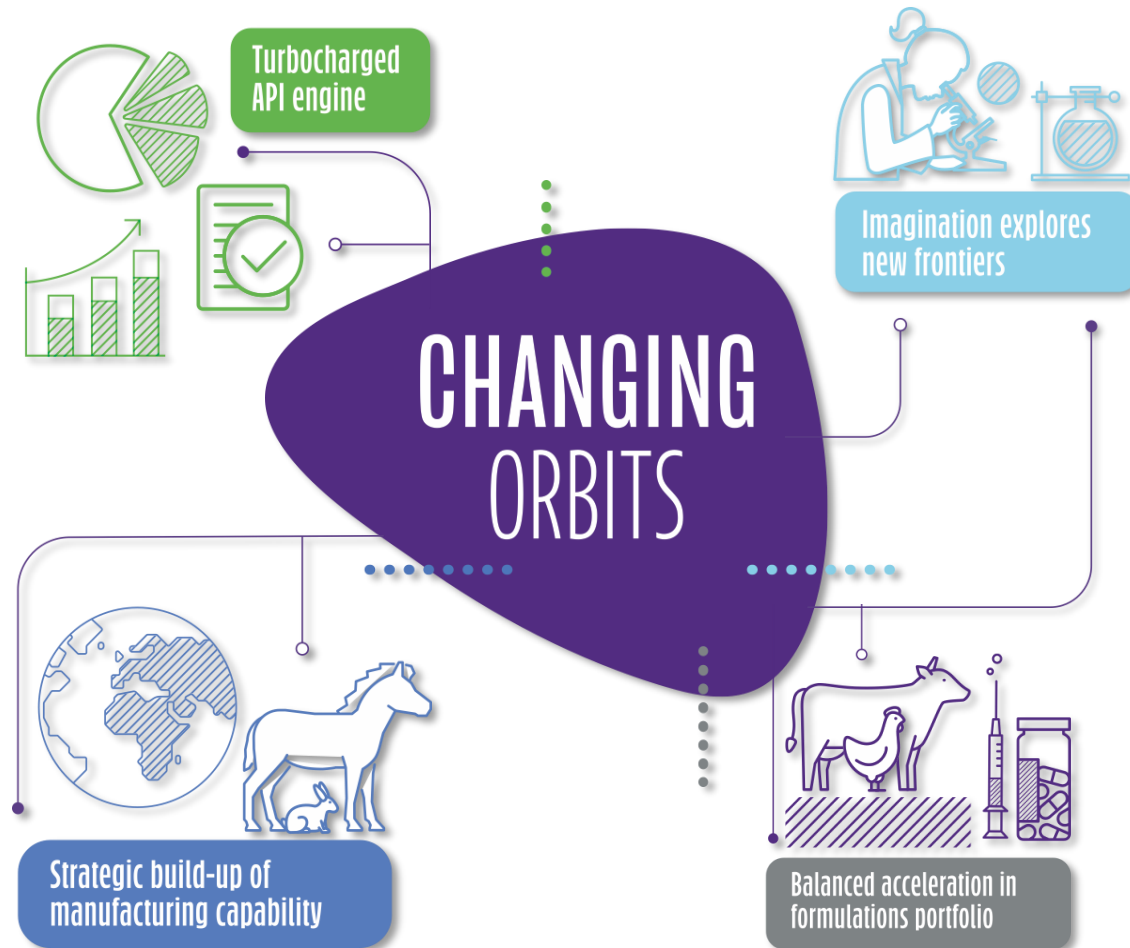 Turbocharged
API engine
Imagination explores
new frontiers
CHANGING
ORBITS
Strategic build-up of
manufacturing capability
Balanced acceleration in
formulations portfolio